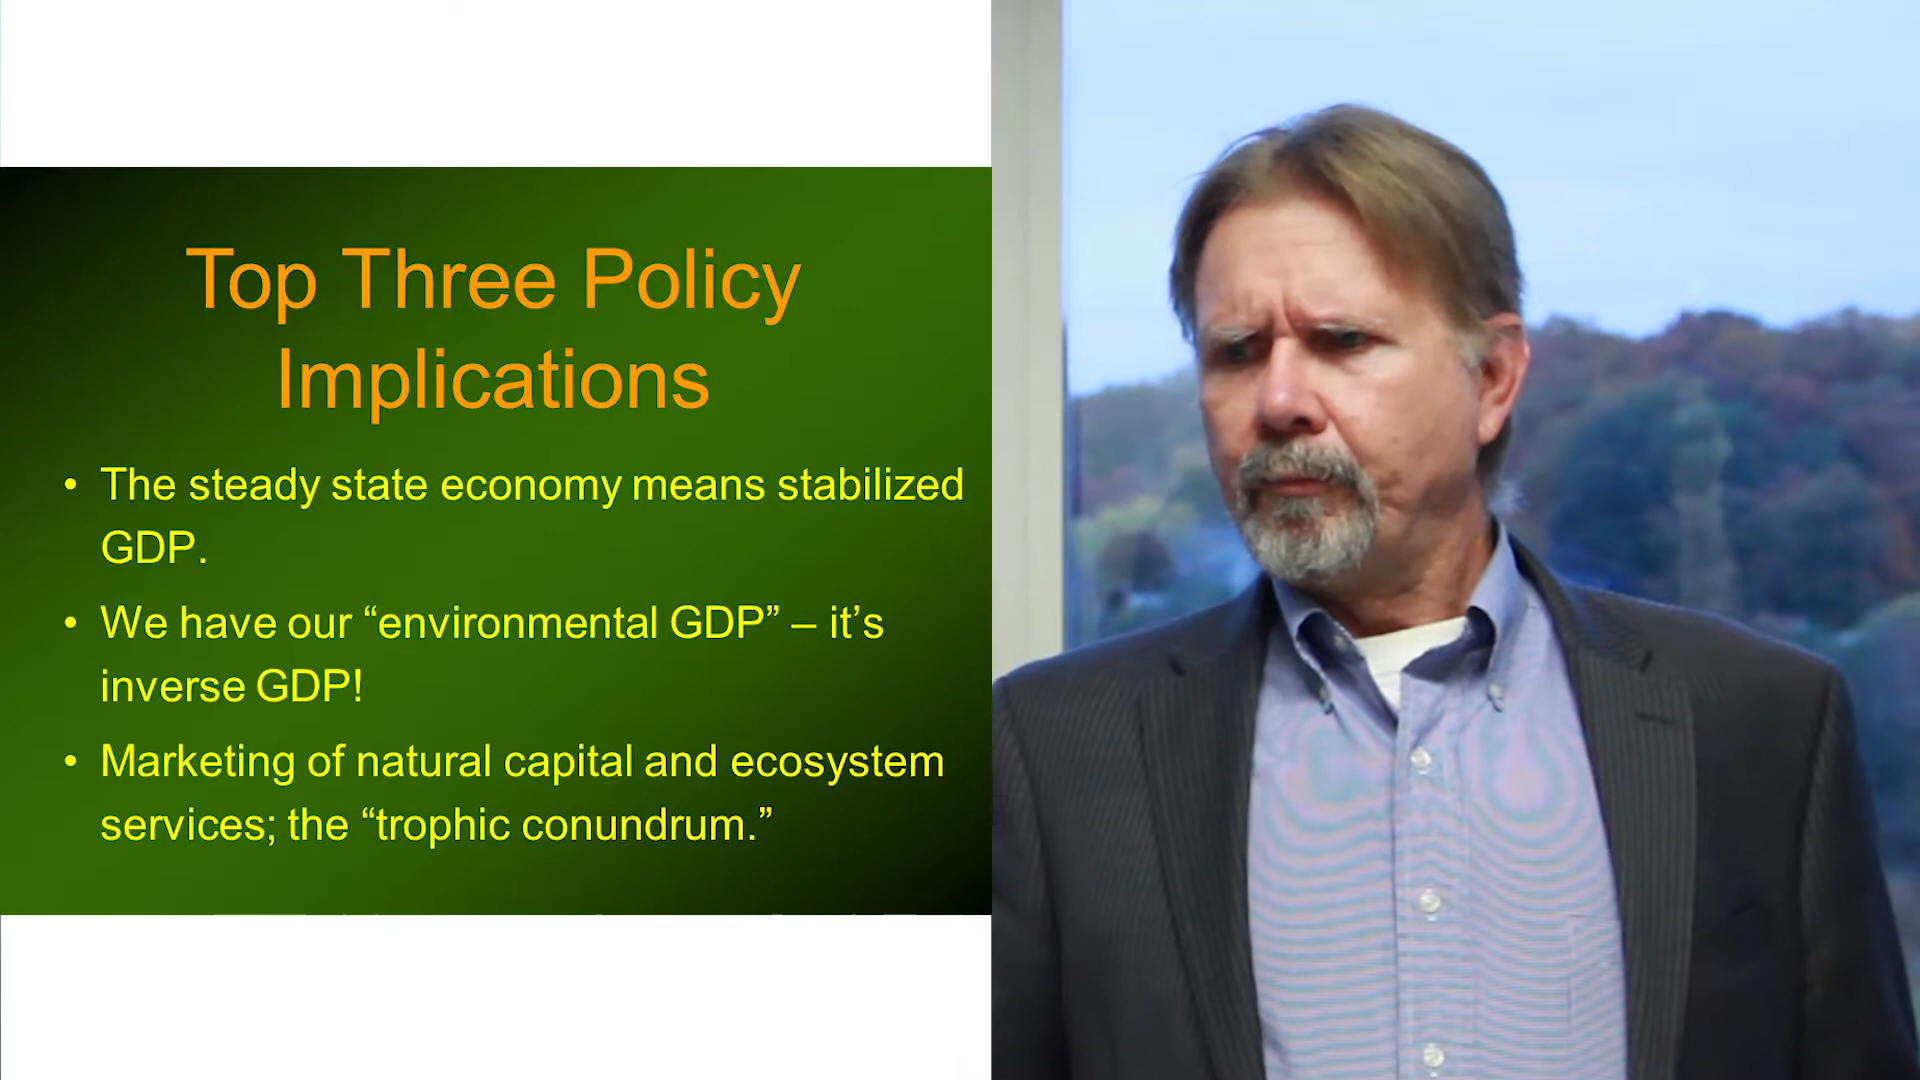 Top Three Policy
Implications
• The steady state economy means stabilized
GDP.
• We have our “environmental GDP” – it’s
inverse GDP!
• Marketing of natural capital and ecosystem
services; the “trophic conundrum.”